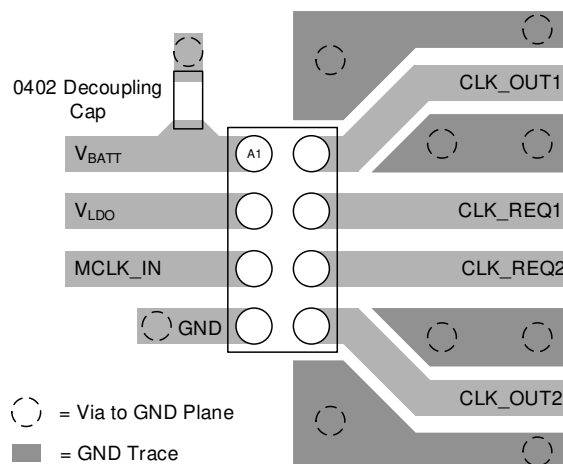 0402 Decoupling
Cap
CLK_OUT1
VBATT
A1
VLDO
CLK_REQ1
MCLK_IN
CLK_REQ2
GND
CLK_OUT2
= Via to GND Plane
= GND Trace